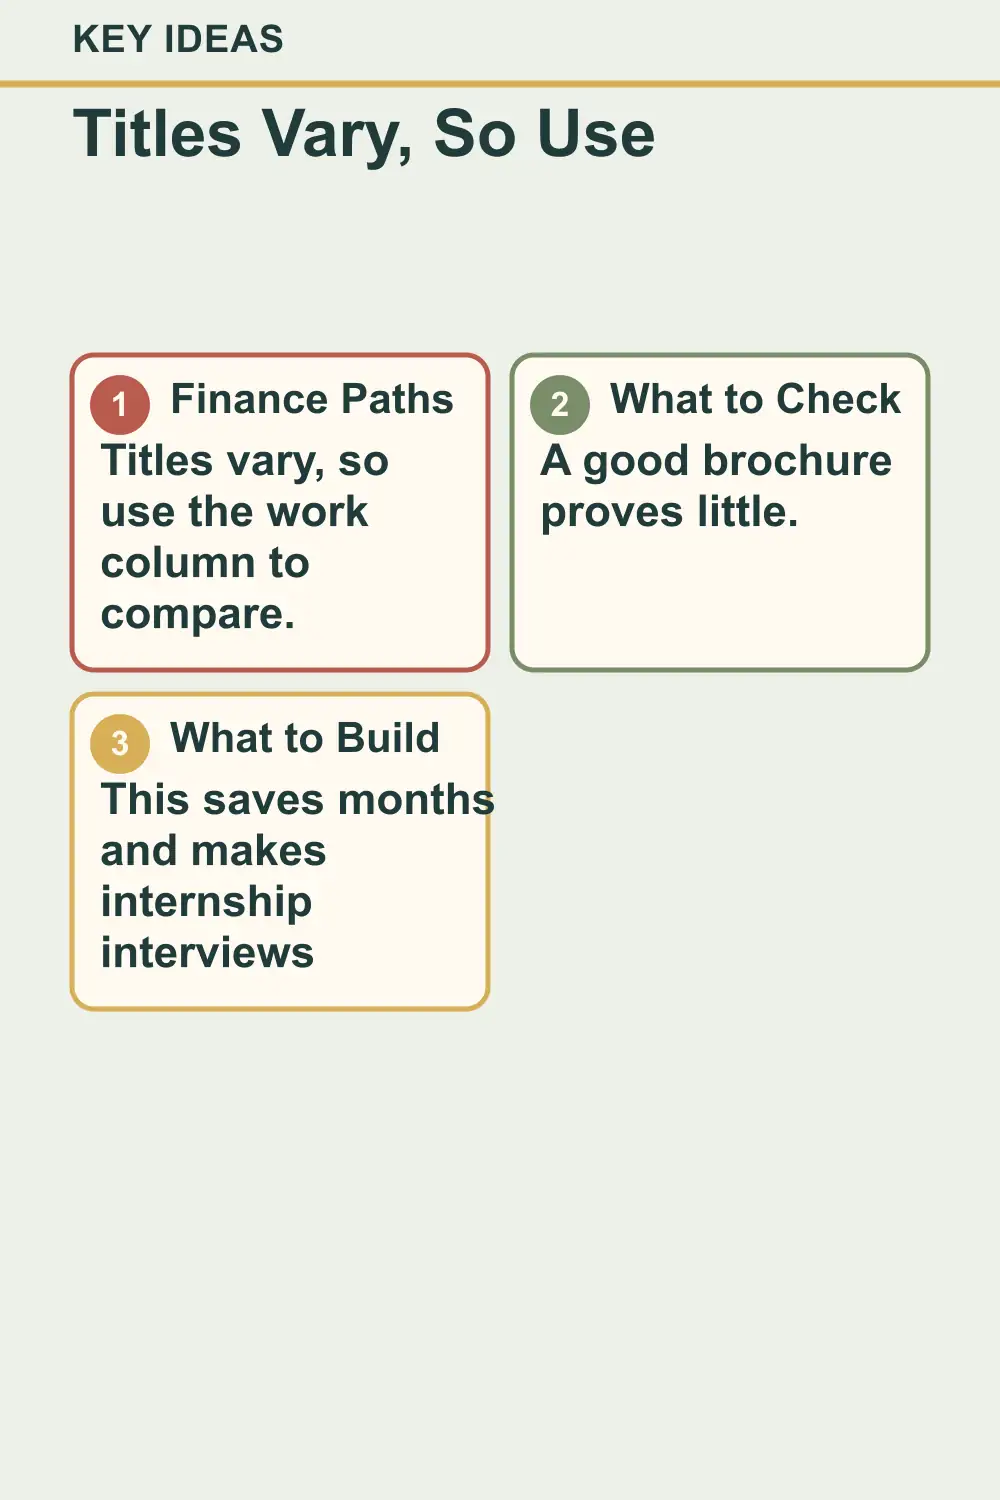 KEY IDEAS
Titles Vary, So Use
1 Finance Paths
Titles vary, so
use the work
column to
compare.
2 What to Check
A good brochure
proves little.
3 What to Build
This saves months
and makes
internship
interviews